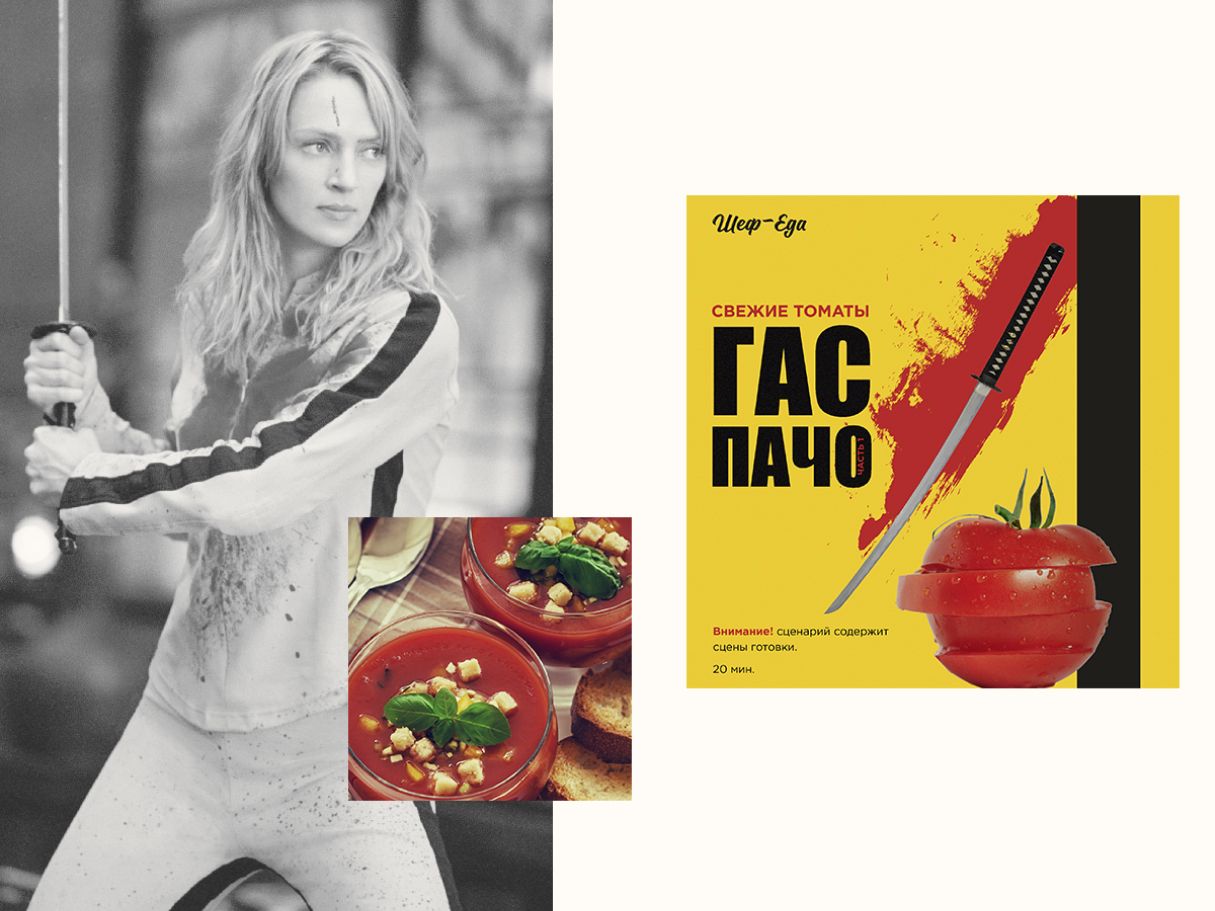 Шеф-Еда
СВЕЖИЕ ТОМАТЫ
ГАС
ПАЧО
ЧАСТЬ 1
Внимание! сценарий содержит
сцены готовки.
20 мин.